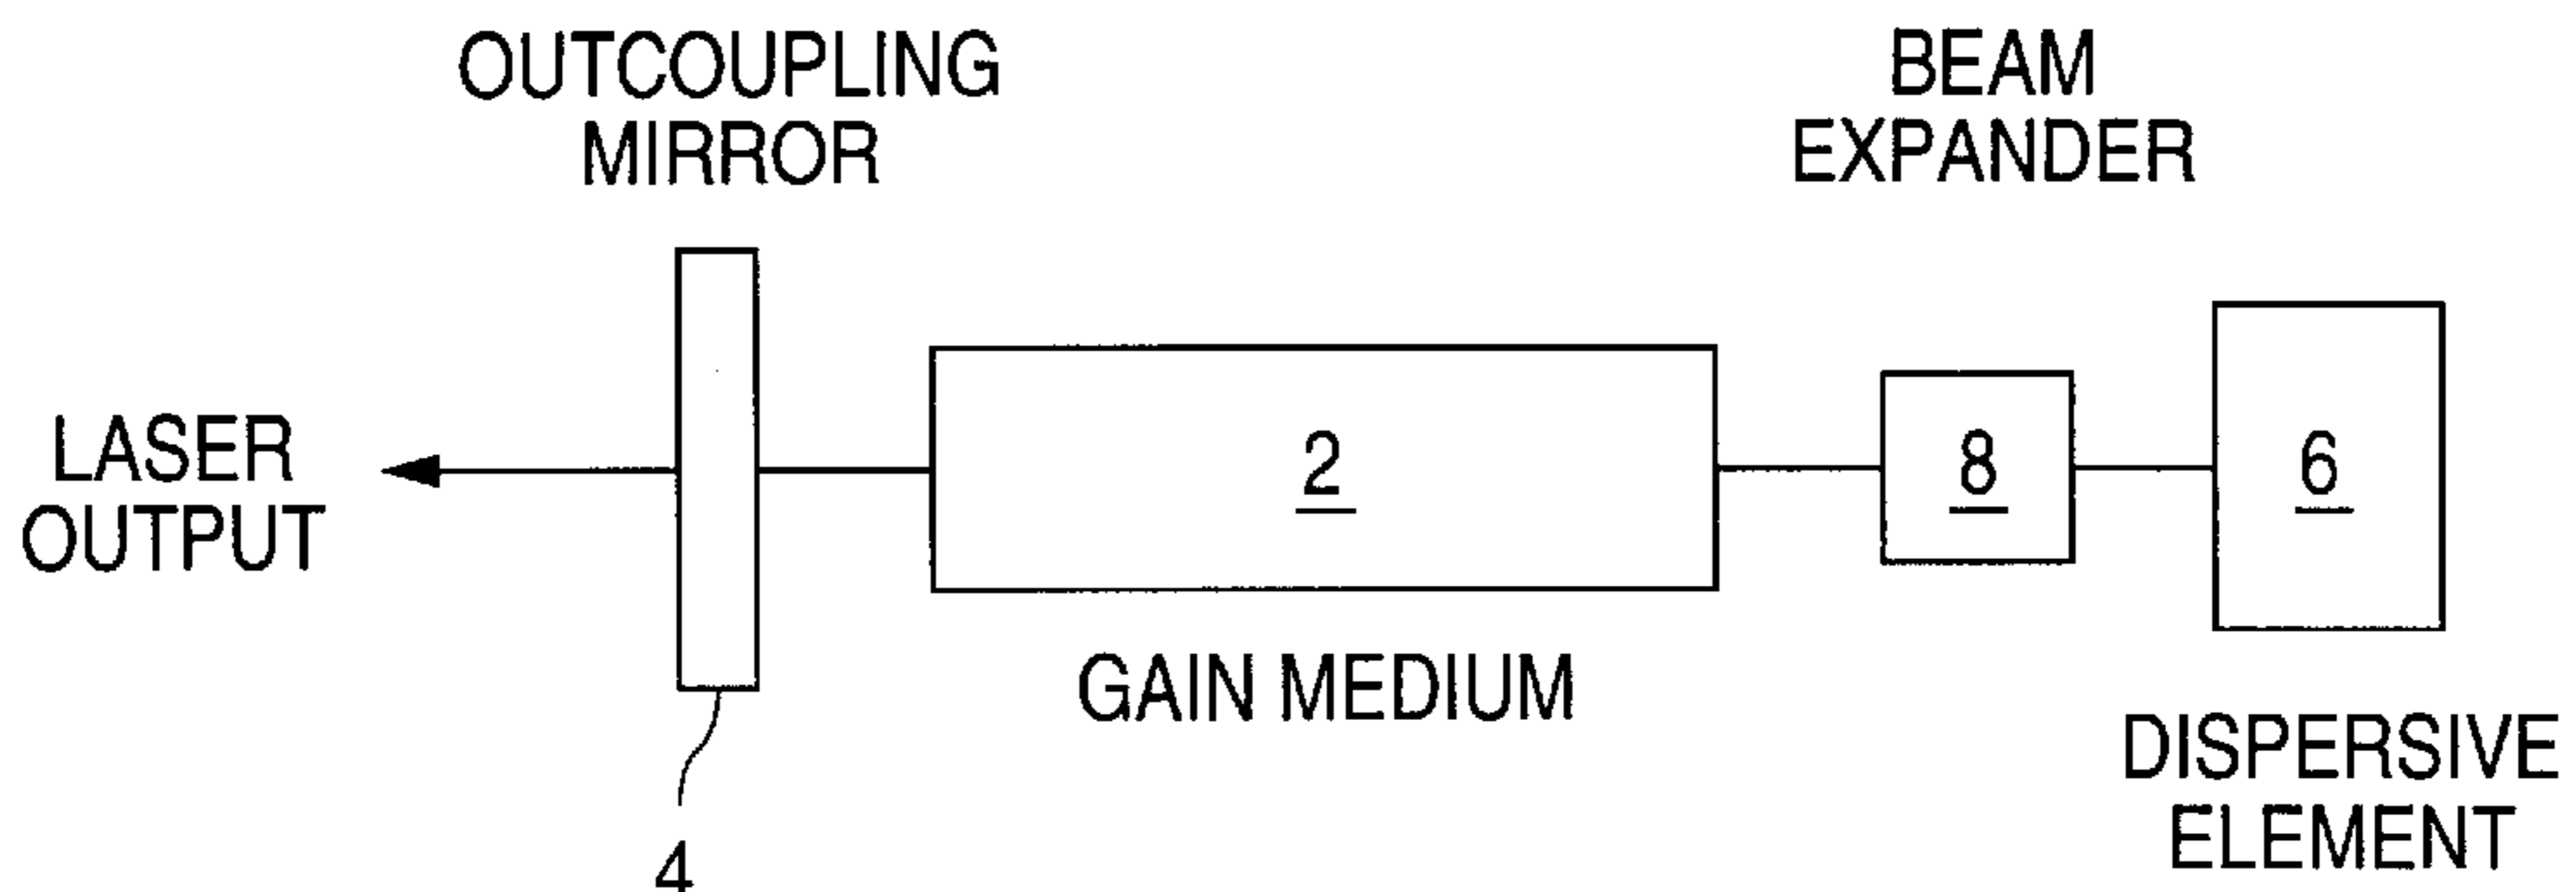 OUTCOUPLING
MIRROR
BEAM
EXPANDER
LASER
OUTPUT
2
8
6
GAIN MEDIUM
DISPERSIVE
ELEMENT
4